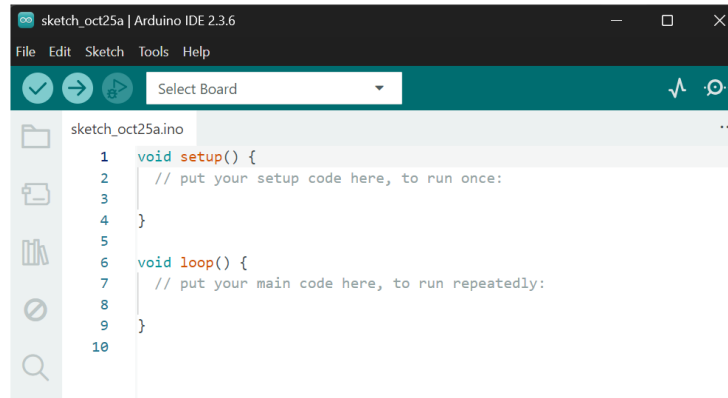 sketch_oct25a | Arduino IDE 2.3.6
File Edit Sketch Tools Help
Select Board
sketch_oct25a.ino
1 void setup() {
2   // put your setup code here, to run once:
3
4 }
5
6 void loop() {
7   // put your main code here, to run repeatedly:
8
9 }
10